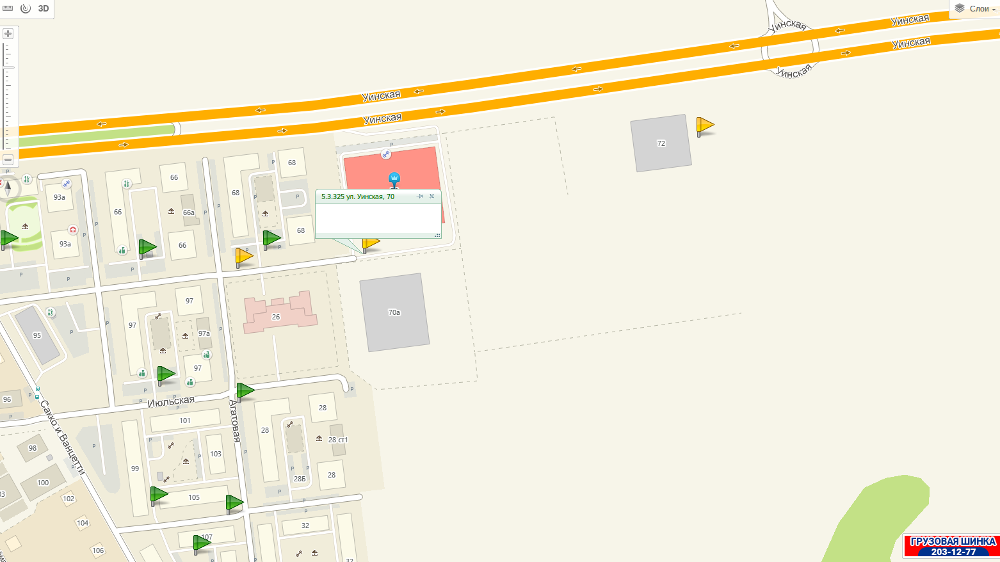 3D
Слои
Уинская
Уинская
Уинская
Уинская
Уинская
Уинская
72
P
68
66
P
P
93а
68
P
P
66
66а
P
P
68
P
5.3.325 ул. Уинская, 70
93а
66
P
P
P
P
97
26
70а
95
97
P
97а
P
P
97
P
P
P
96
Июльская
P
P
P
Сакко и Ванцетти
Агатовая
101
28
28
P
98
P
103
P
28 ст1
P
99
P
P
28
28Б
P
100
P
03
102
105
P
P
P
104
32
107
106
P
P
P
32
ГРУЗОВАЯ ШИНКА
203-12-77